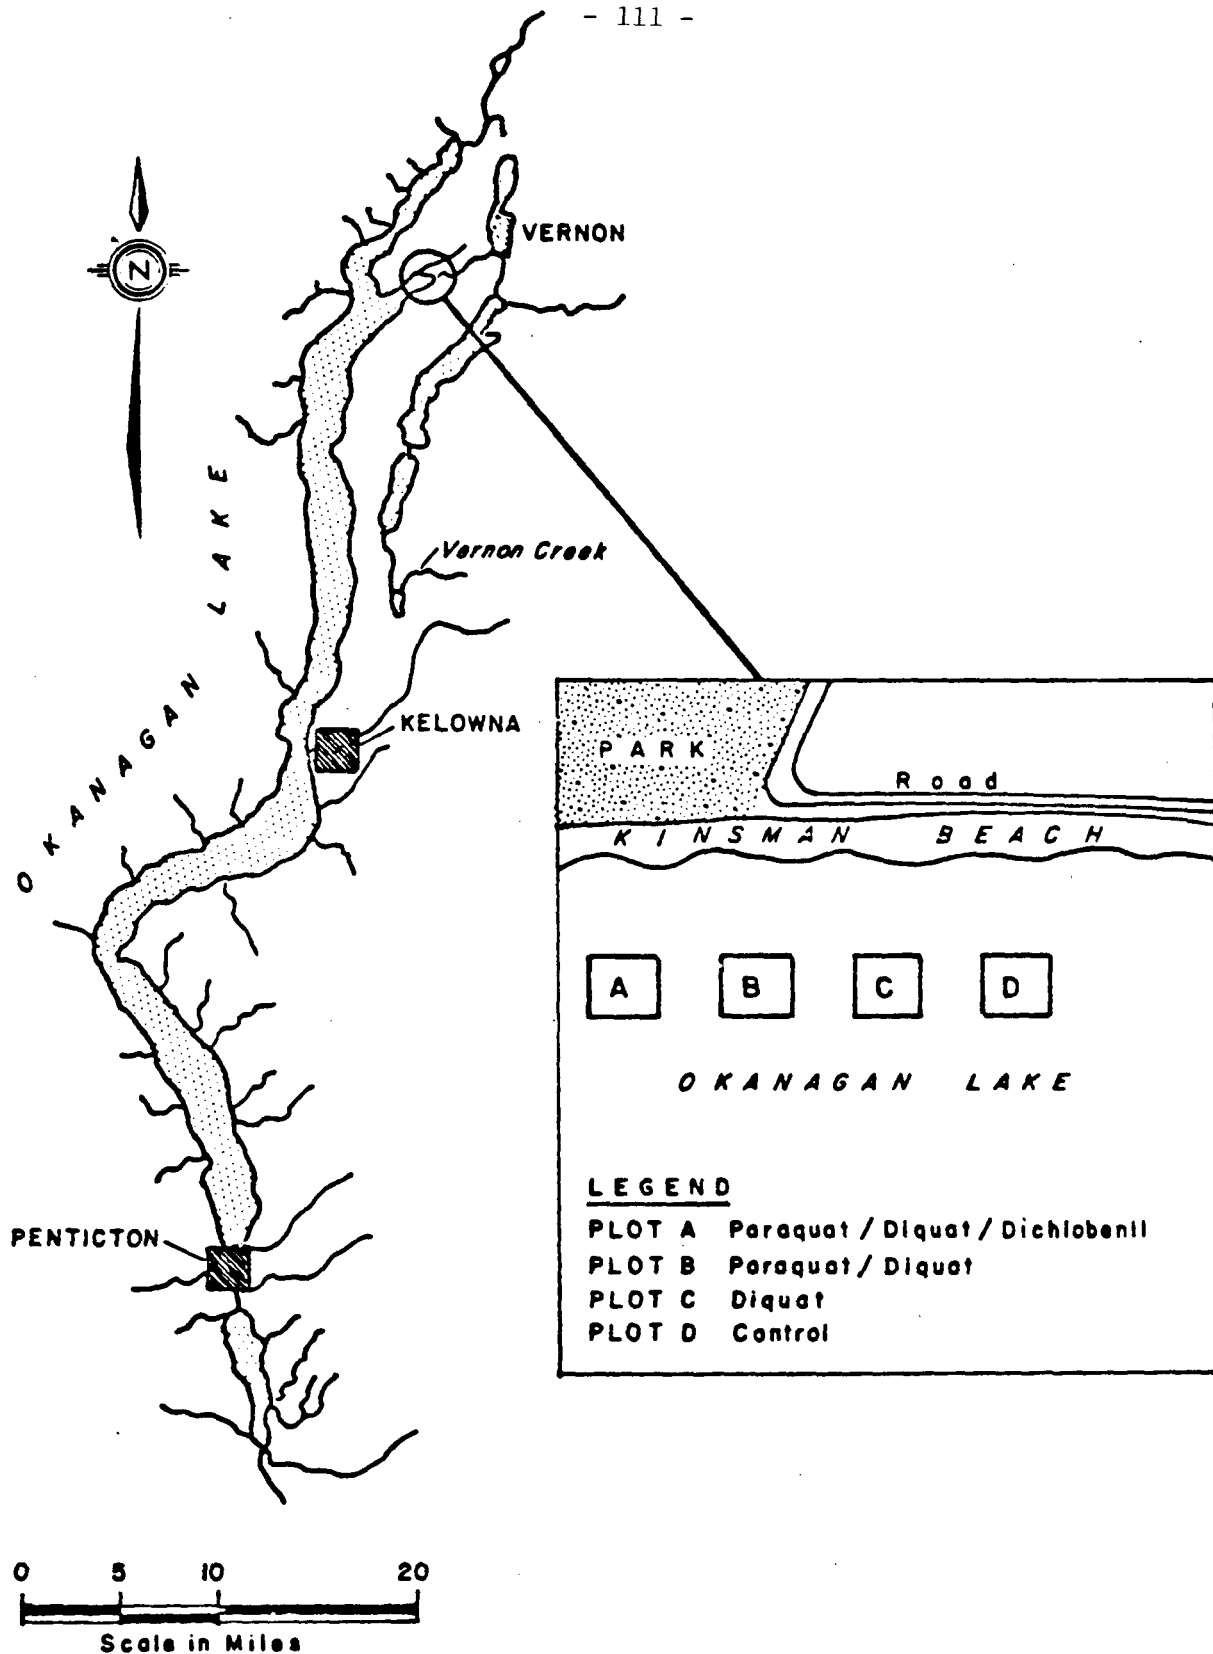 - 111 -
N
VERNON
OKANAGAN LAKE
Vernon Creek
KELOWNA
PARK
Road
KINSMAN BEACH
A B C D
OKANAGAN LAKE
LEGEND
PLOT A Paraquat / Diquat / Dichlobenil
PLOT B Paraquat / Diquat
PLOT C Diquat
PLOT D Control
PENTICTON
0 5 10 20
Scale in Miles